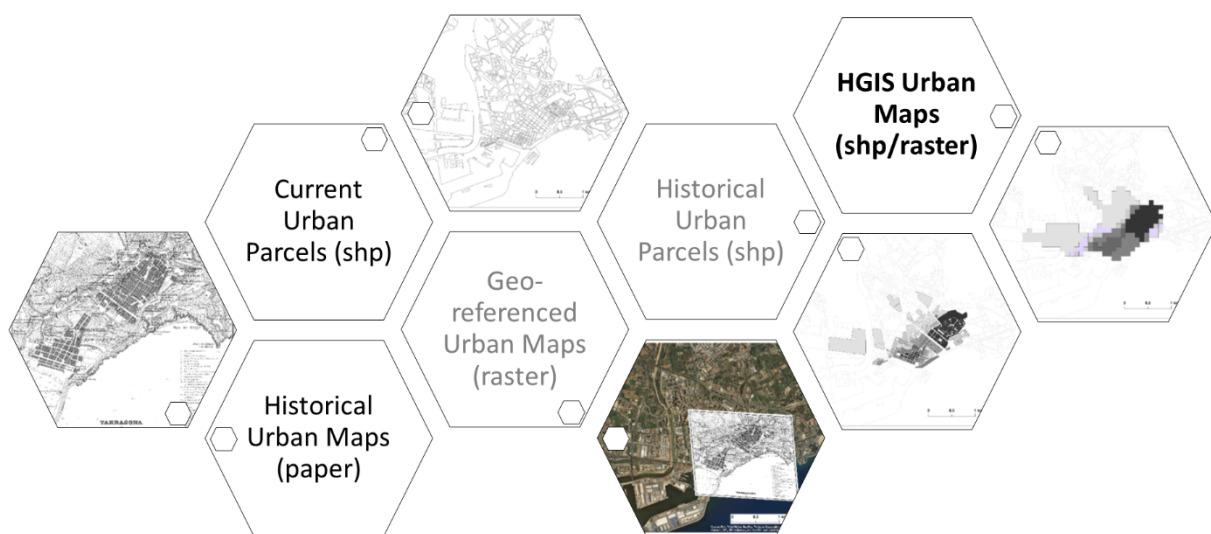 HGIS Urban
Maps
(shp/raster)
Current
Urban
Parcels (shp)
Historical
Urban
Parcels (shp)
Geo-
referenced
Urban Maps
(raster)
Historical
Urban Maps
(paper)
TARRAGONA